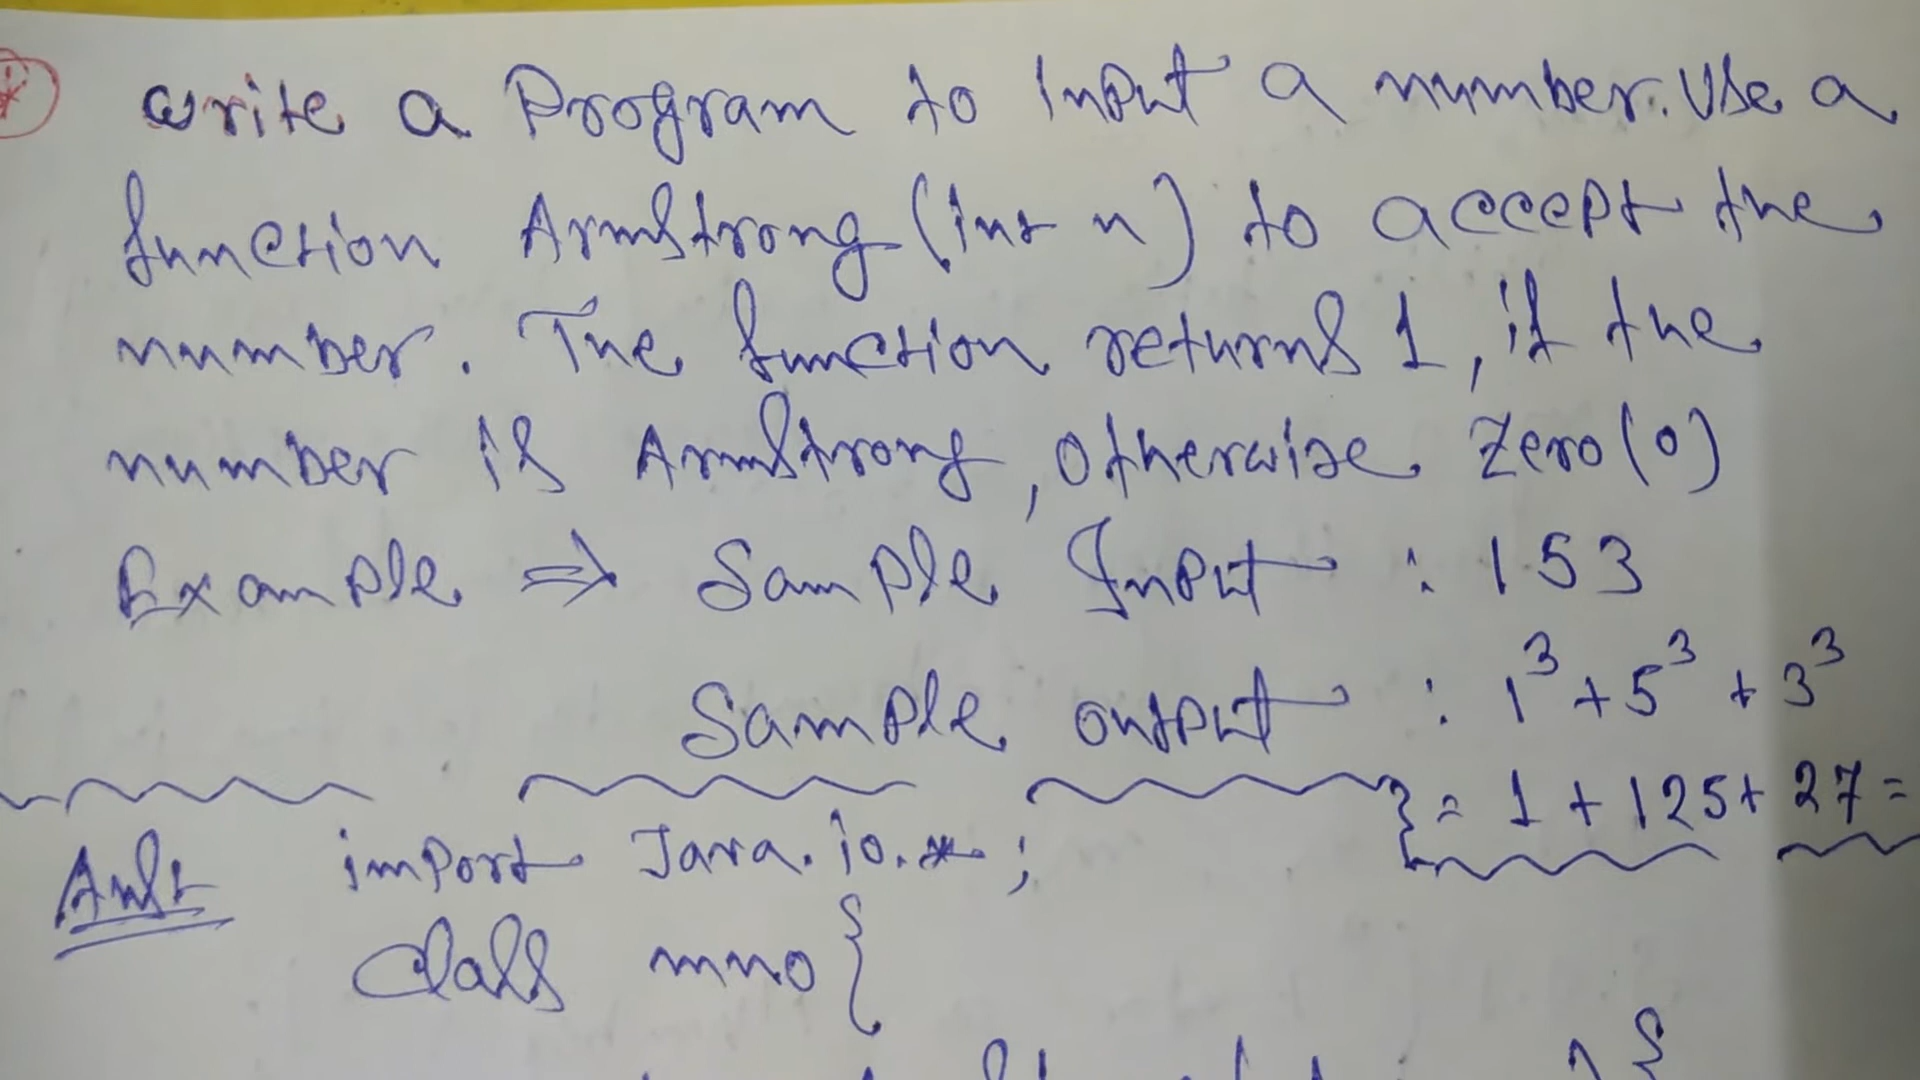 Write a Program to Input a number. Use a
function Armstrong (int n) to accept the
number. The function returns 1, if the
number is Armstrong, otherwise Zero (0)
Example ⇒ Sample Input : 153
Sample output : 1³ + 5³ + 3³
= 1 + 125 + 27 =
Ans import Java.io.*;
Class mno {